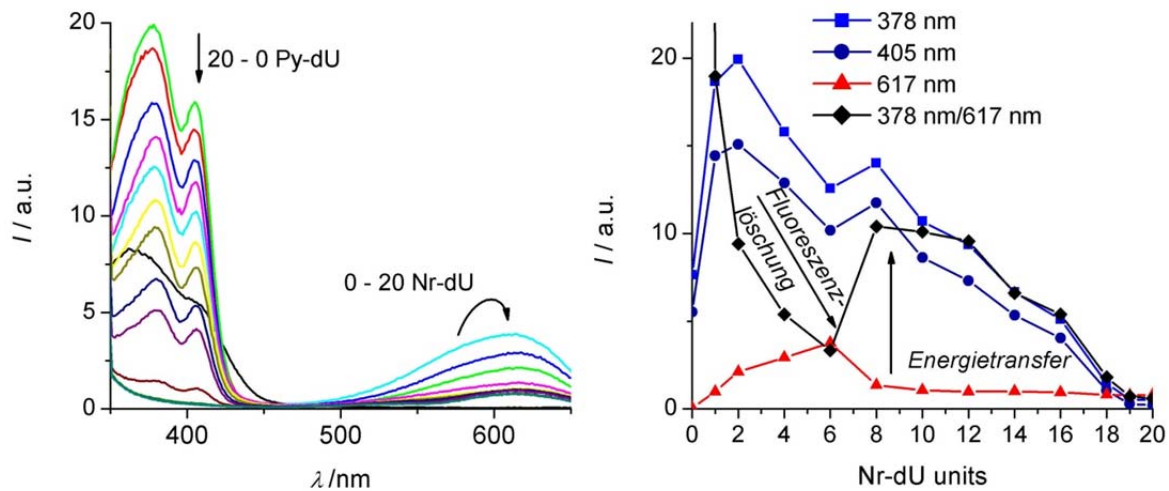 20
15
10
5
0
I / a.u.
20 - 0 Py-dU
0 - 20 Nr-dU
400
500
600
λ /nm
20
10
0
I / a.u.
378 nm
405 nm
617 nm
378 nm/617 nm
Fluoreszenz-
löschung
Energietransfer
0 2 4 6 8 10 12 14 16 18 20
Nr-dU units